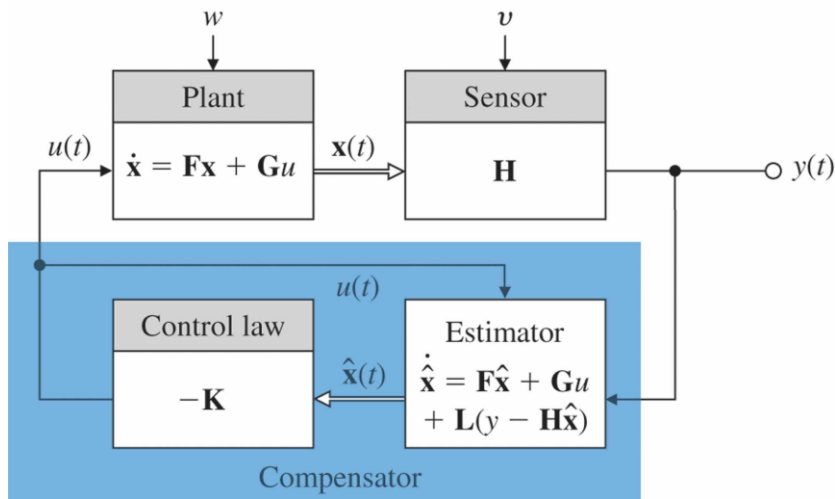 w
υ
Plant
Sensor
u(t)
ẋ = Fx + Gu
x(t)
H
y(t)
u(t)
Control law
Estimator
−K
x̂(t)
x̂̇ = Fx̂ + Gu
+ L(y − Hx̂)
Compensator